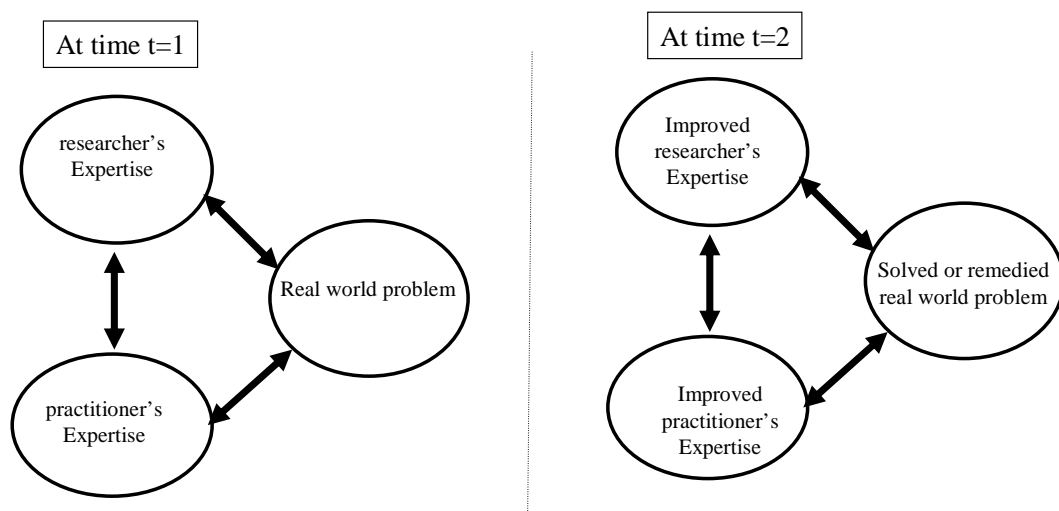 At time t=1
researcher’s
Expertise
Real world problem
practitioner’s
Expertise
At time t=2
Improved
researcher’s
Expertise
Solved or remedied
real world problem
Improved
practitioner’s
Expertise